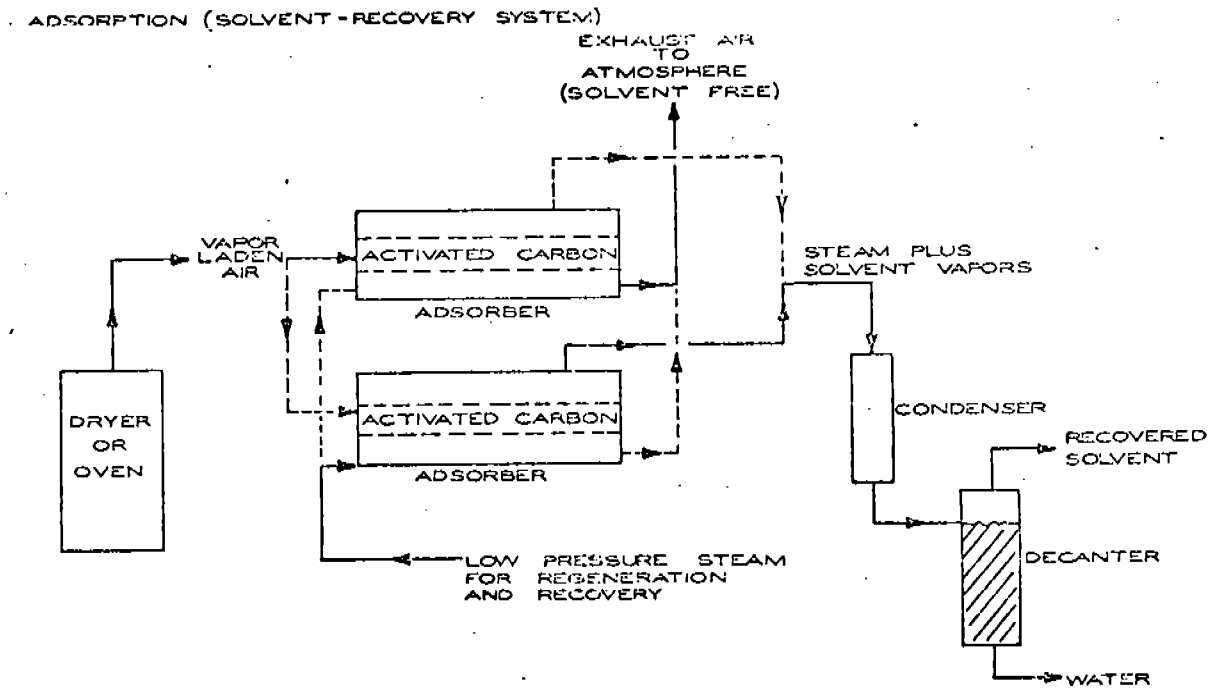 ADSORPTION (SOLVENT-RECOVERY SYSTEM)
EXHAUST AIR
TO
ATMOSPHERE
(SOLVENT FREE)
VAPOR
LADEN
AIR
ACTIVATED CARBON
ADSORBER
STEAM PLUS
SOLVENT VAPORS
DRYER
OR
OVEN
ACTIVATED CARBON
ADSORBER
CONDENSER
RECOVERED
SOLVENT
LOW PRESSURE STEAM
FOR REGENERATION
AND RECOVERY
DECANTER
WATER